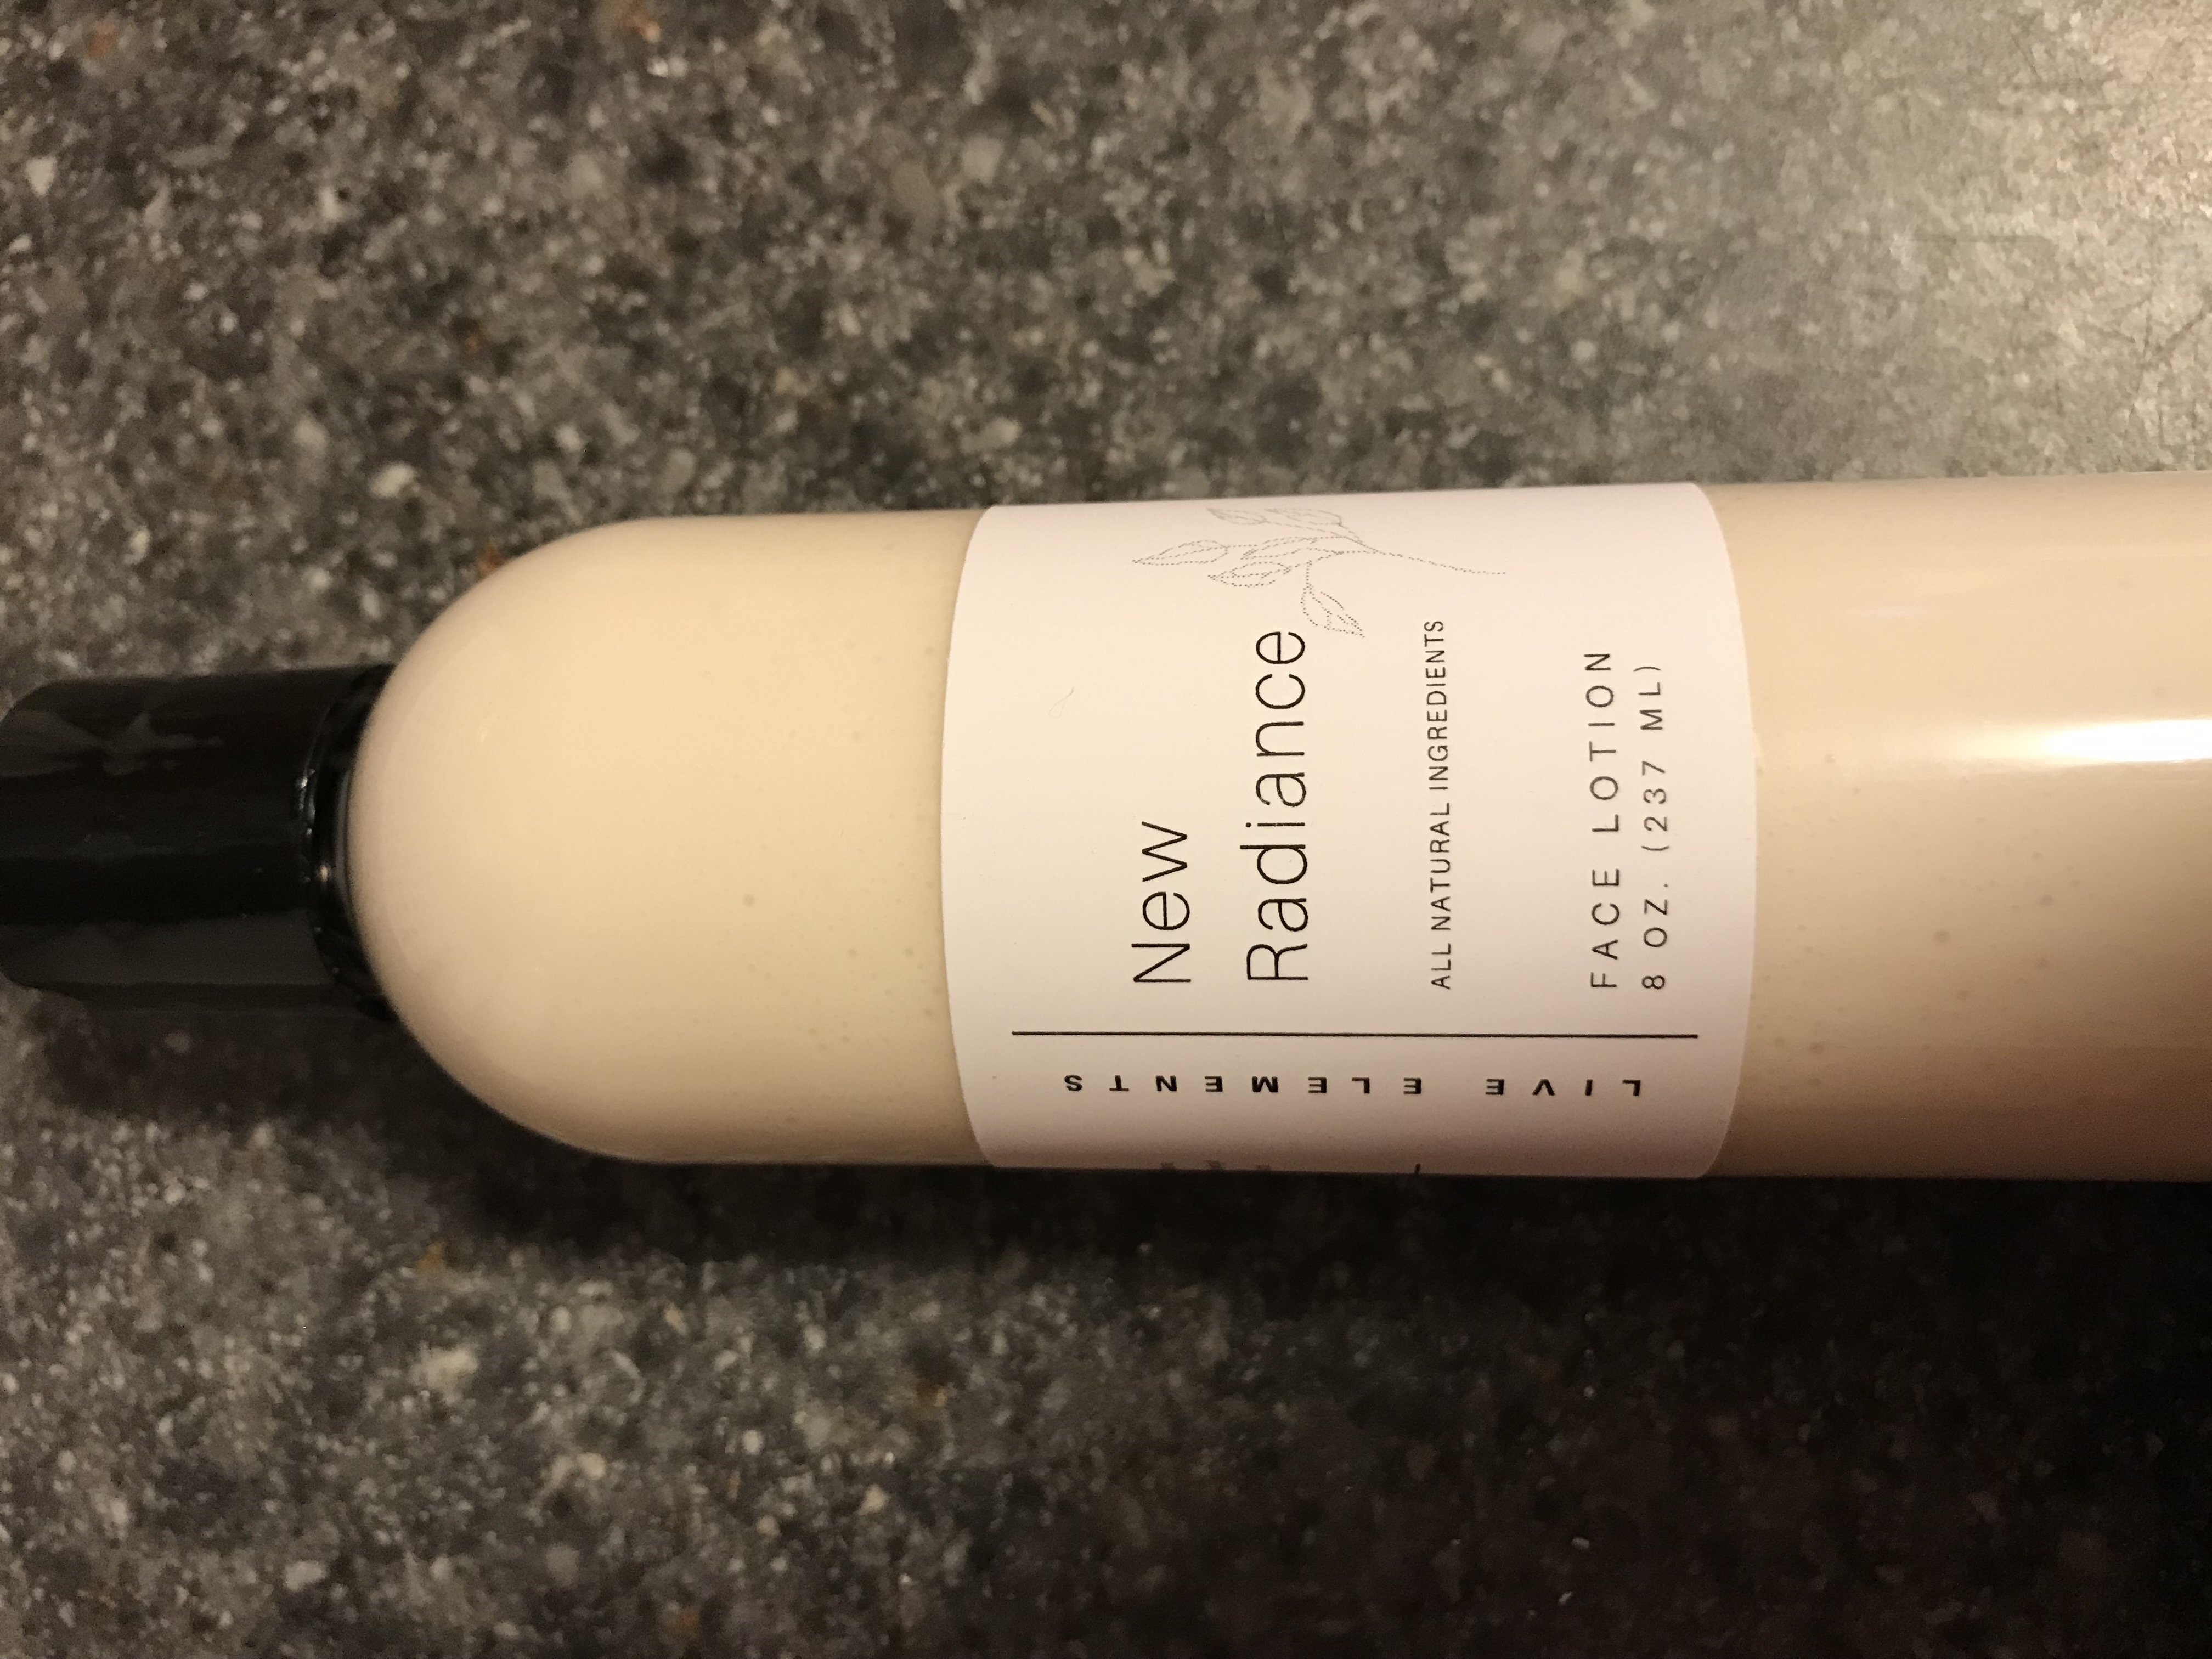 New
Radiance
ALL NATURAL INGREDIENTS
FACE LOTION
8 OZ. (237 ML)
LIVE ELEMENTS